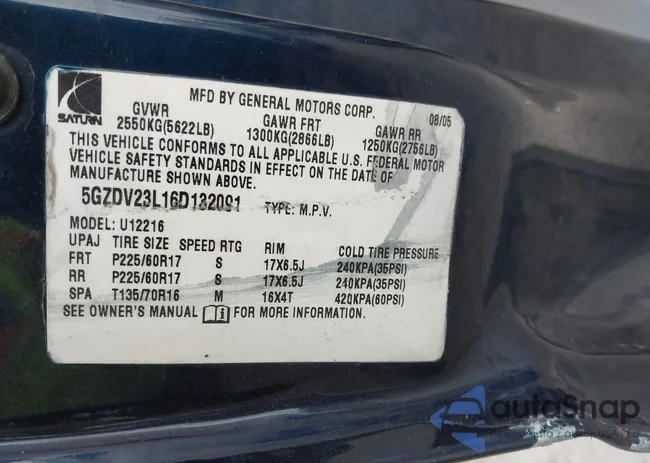 MFD BY GENERAL MOTORS CORP. 08/05
SATURN
GVWR GAWR FRT GAWR RR
2550KG(5622LB) 1300KG(2866LB) 1250KG(2756LB)
THIS VEHICLE CONFORMS TO ALL APPLICABLE U.S. FEDERAL MOTOR
VEHICLE SAFETY STANDARDS IN EFFECT ON THE DATE OF
MANUFACTURE SHOWN ABOVE.
5GZDV23L16D132091 TYPE: M.P.V.
MODEL: U12216
UPAJ TIRE SIZE SPEED RTG RIM COLD TIRE PRESSURE
FRT P225/60R17 S 17X6.5J 240KPA(35PSI)
RR P225/60R17 S 17X6.5J 240KPA(35PSI)
SPA T135/70R16 M 16X4T 420KPA(60PSI)
SEE OWNER'S MANUAL FOR MORE INFORMATION.
autoSnap